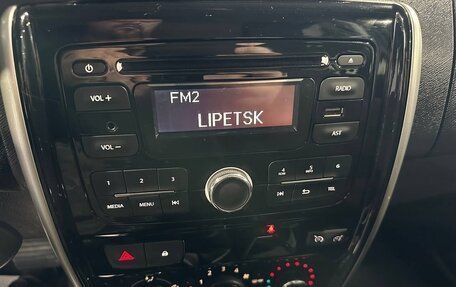 FM2
LIPETSK
VOL +
VOL −
RADIO
AST
1 2 3
4 5 6
MEDIA MENU
TEL